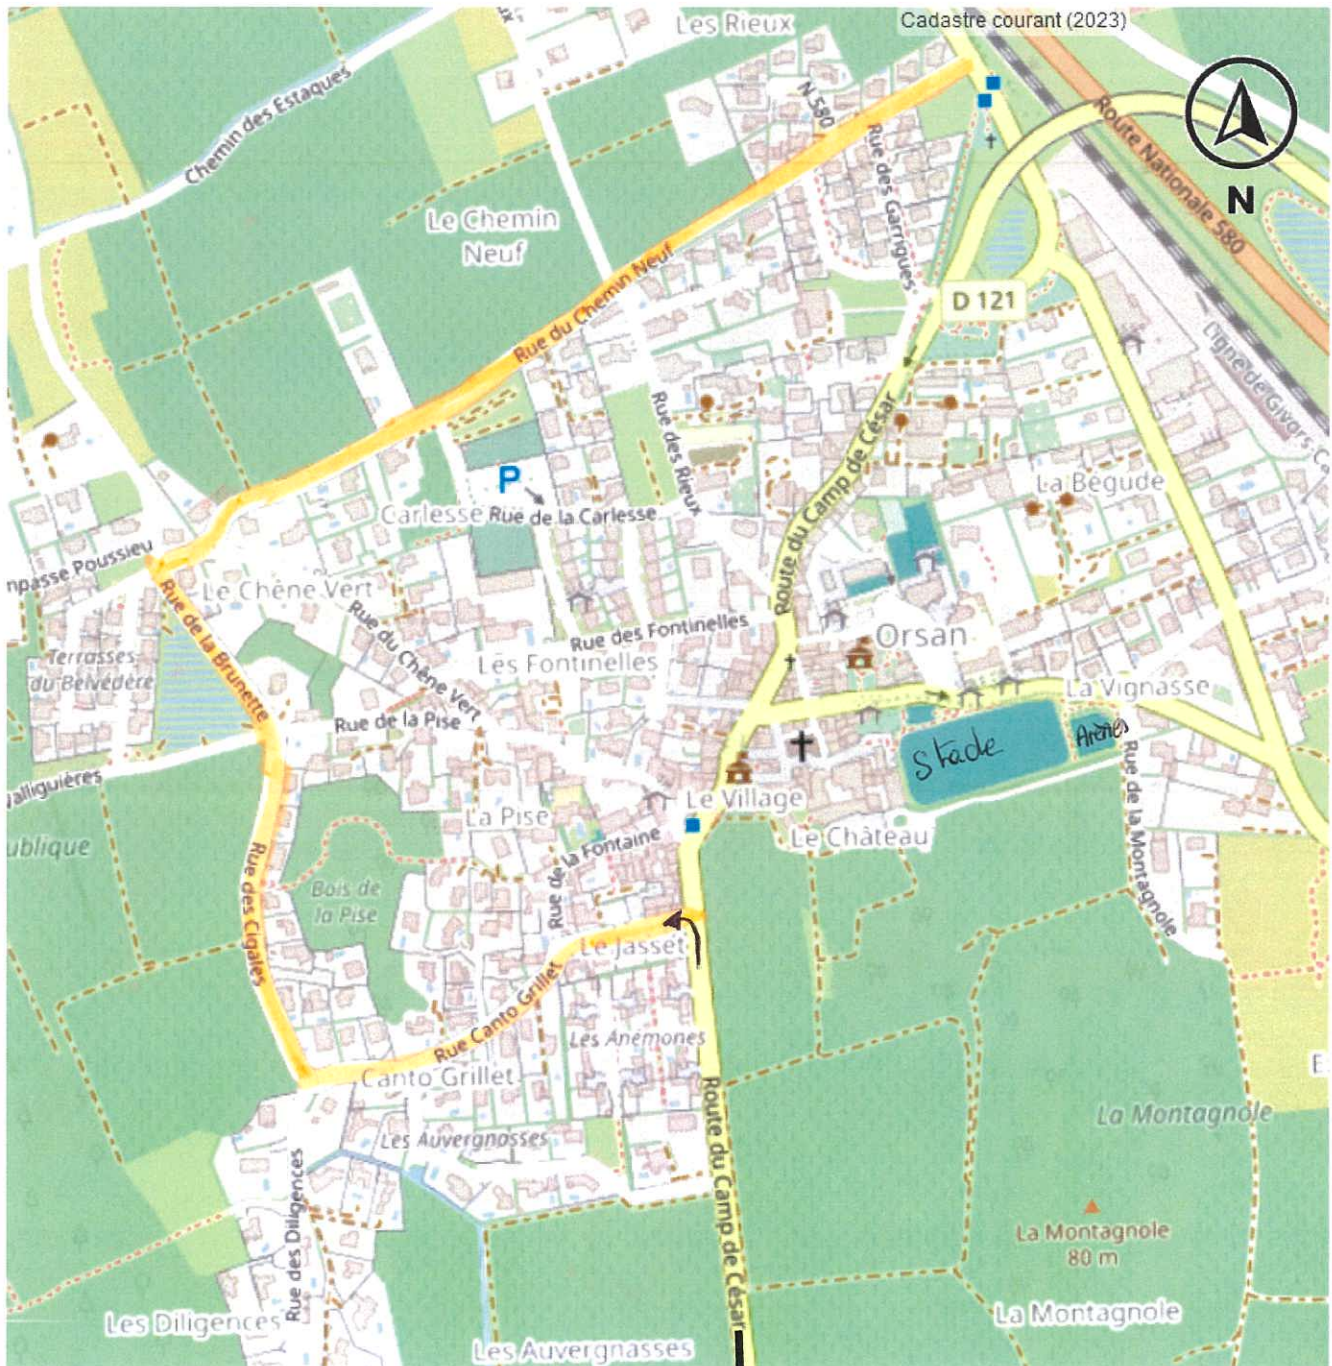 Les Rieux
Cadastre courant (2023)
Chemin des Estaques
N 580
Rue des Garrigues
Route Nationale 580
N
Le Chemin
Neuf
Rue du Chemin Neuf
D 121
Ligne de Givors
Rue des Rieux
Route du Camp de César
La Bégude
P
Carlesse
Rue de la Carlesse
npasse Poussieu
Le Chêne Vert
Rue de la Brunette
Rue du Chêne Vert
Rue des Fontinelles
Orsan
Terrasses
du Belvédère
Les Fontinelles
La Vignasse
Rue de la Pise
Stade
Arènes
Rue de la Montagnole
Valliguières
La Pise
Le Village
Le Château
ublique
Rue des Cigales
Bois de
la Pise
Rue de la Fontaine
Le Jasset
Rue Canto Grillet
Les Anémones
Canto Grillet
Route du Camp de César
La Montagnole
Les Auvergnasses
Rue des Diligences
La Montagnole
80 m
La Montagnole
Les Diligences
Les Auvergnasses